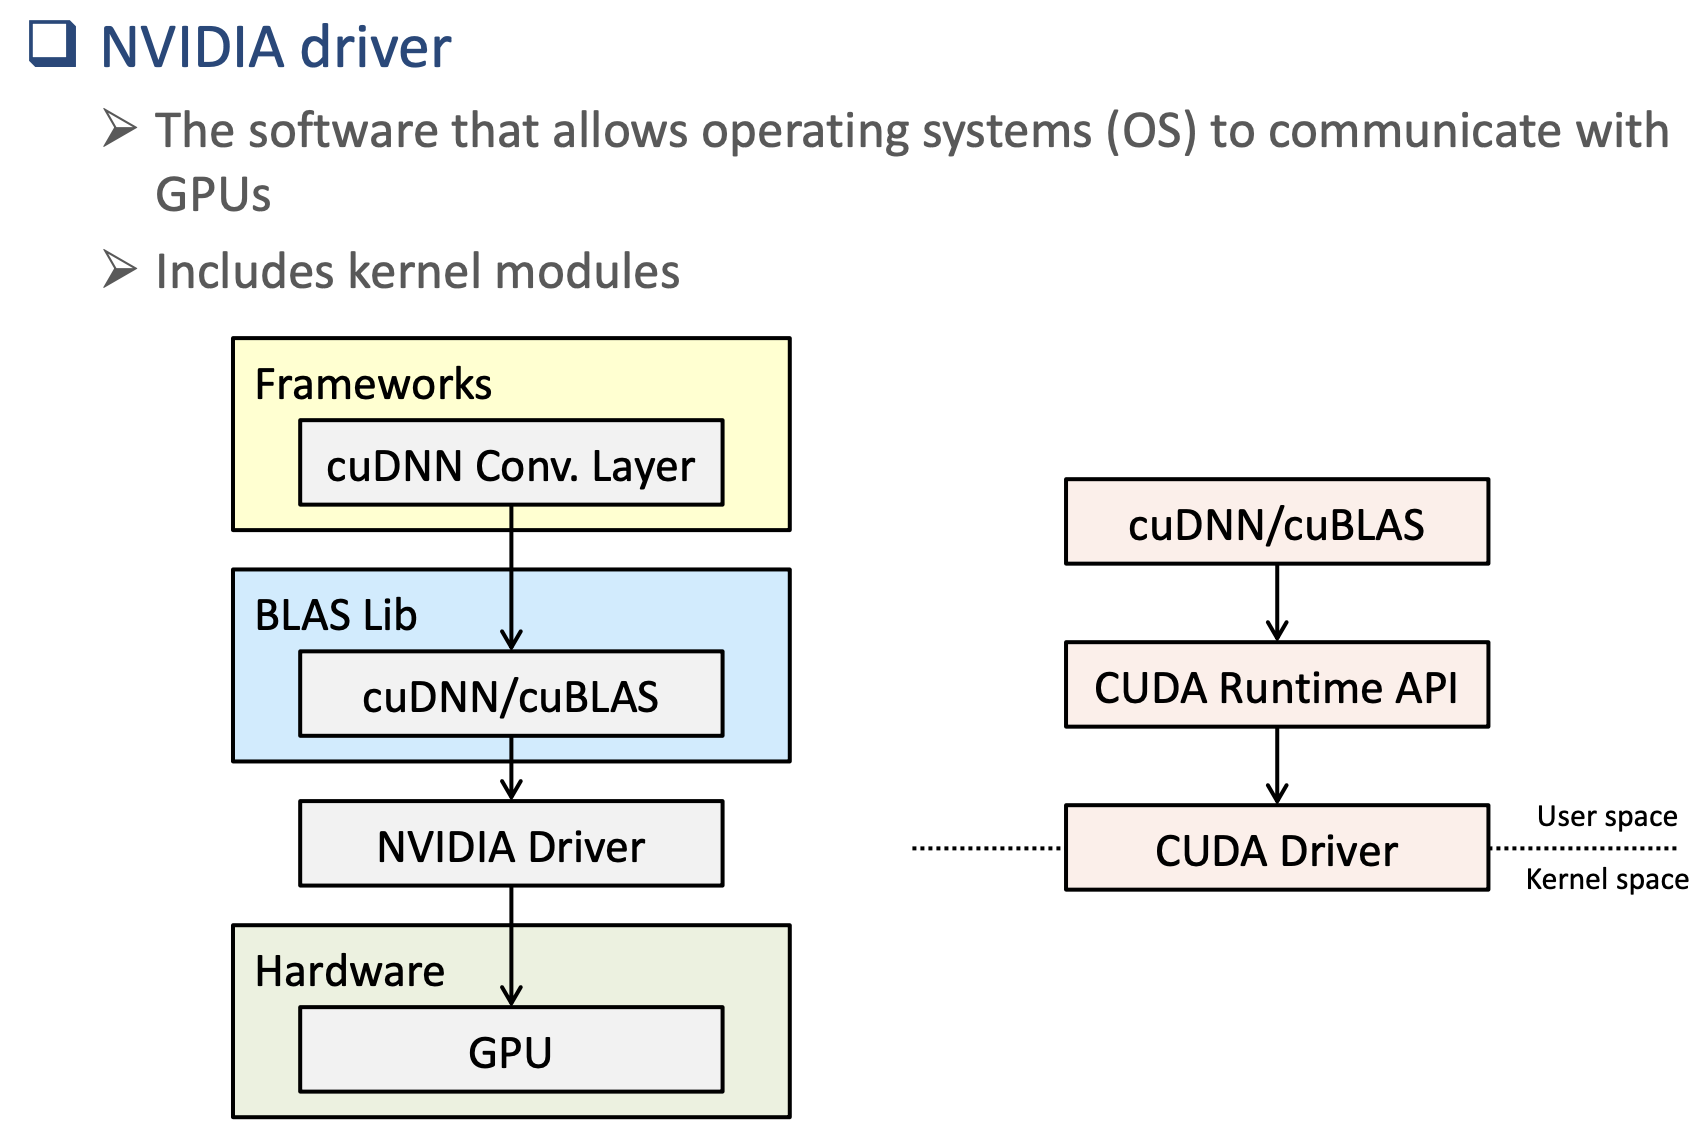 NVIDIA driver
The software that allows operating systems (OS) to communicate with
GPUs
Includes kernel modules
Frameworks
cuDNN Conv. Layer
BLAS Lib
cuDNN/cuBLAS
NVIDIA Driver
Hardware
GPU
cuDNN/cuBLAS
CUDA Runtime API
CUDA Driver
User space
Kernel space